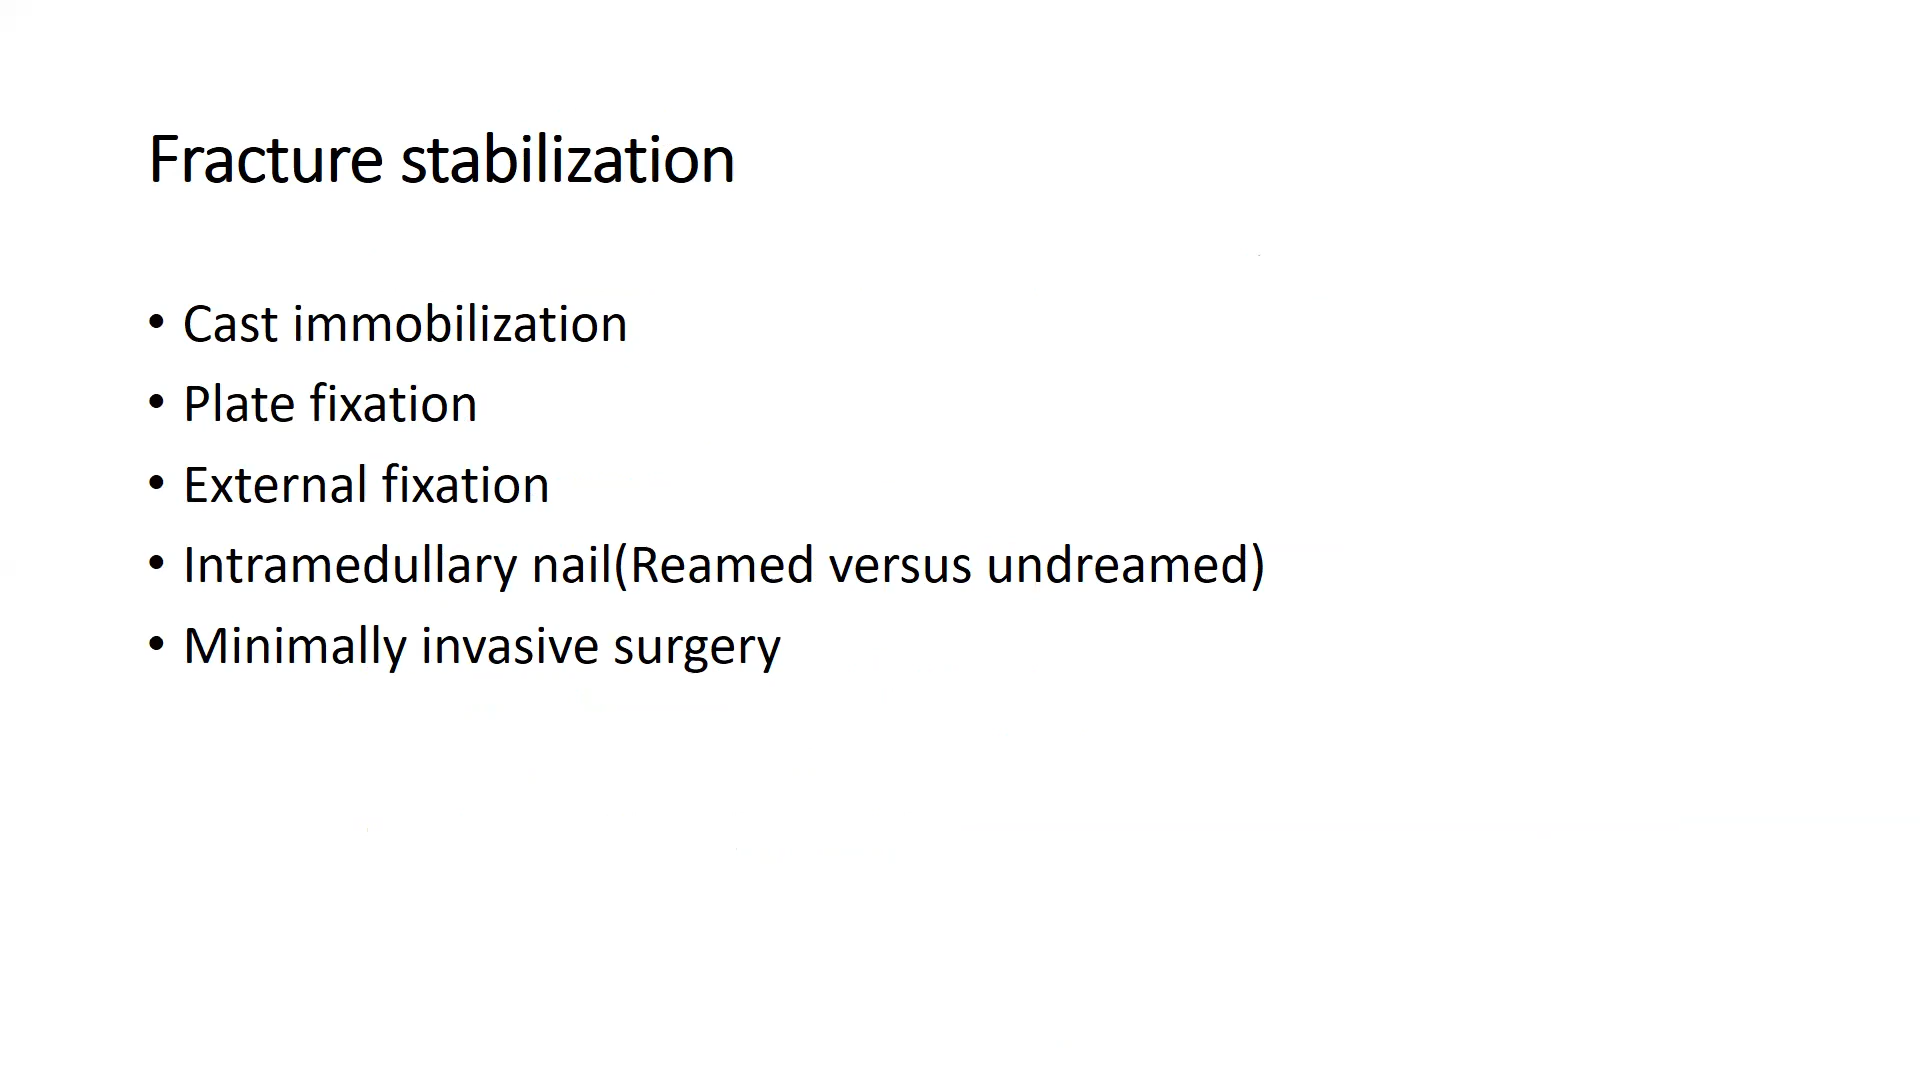 Fracture stabilization
• Cast immobilization
• Plate fixation
• External fixation
• Intramedullary nail(Reamed versus undreamed)
• Minimally invasive surgery